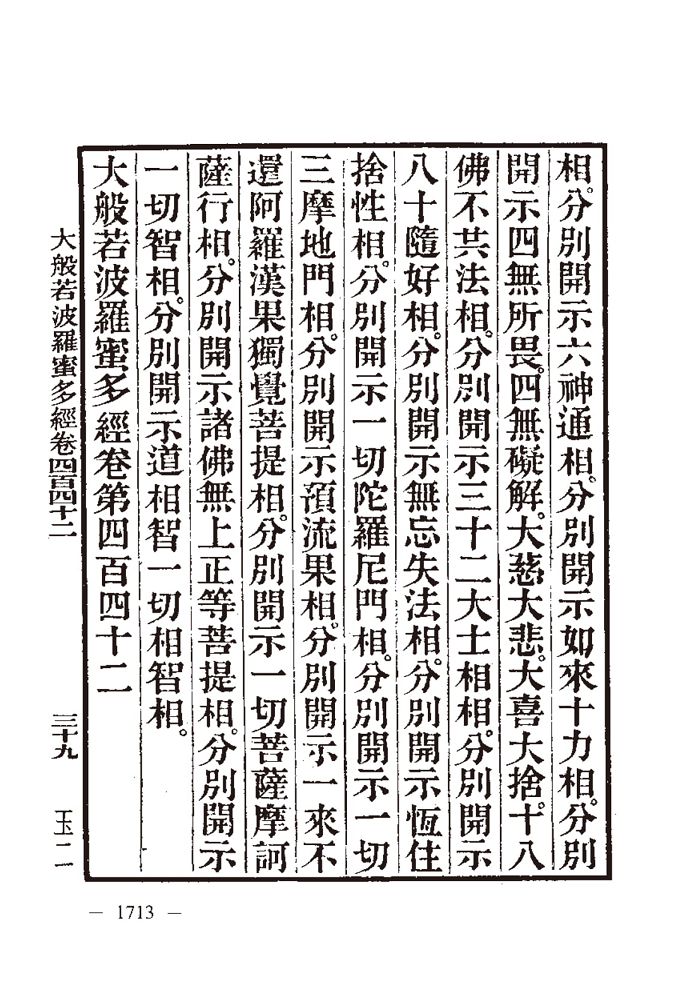 相。分別開示六神通相。分別開示如來十力相。分別
開示四無所畏。四無礙解。大慈大悲。大喜大捨。十八
佛不共法相。分別開示三十二大士相相。分別開示
八十隨好相。分別開示無忘失法相。分別開示恆住
捨性相。分別開示一切陀羅尼門相。分別開示一切
三摩地門相。分別開示預流果相。分別開示一來不
還阿羅漢果獨覺菩提相。分別開示一切菩薩摩訶
薩行相。分別開示諸佛無上正等菩提相。分別開示
一切智相。分別開示道相智一切相智相。
大般若波羅蜜多經卷第四百四十二
大般若波羅蜜多經卷四百四十二 三十九 玉二
— 1713 —